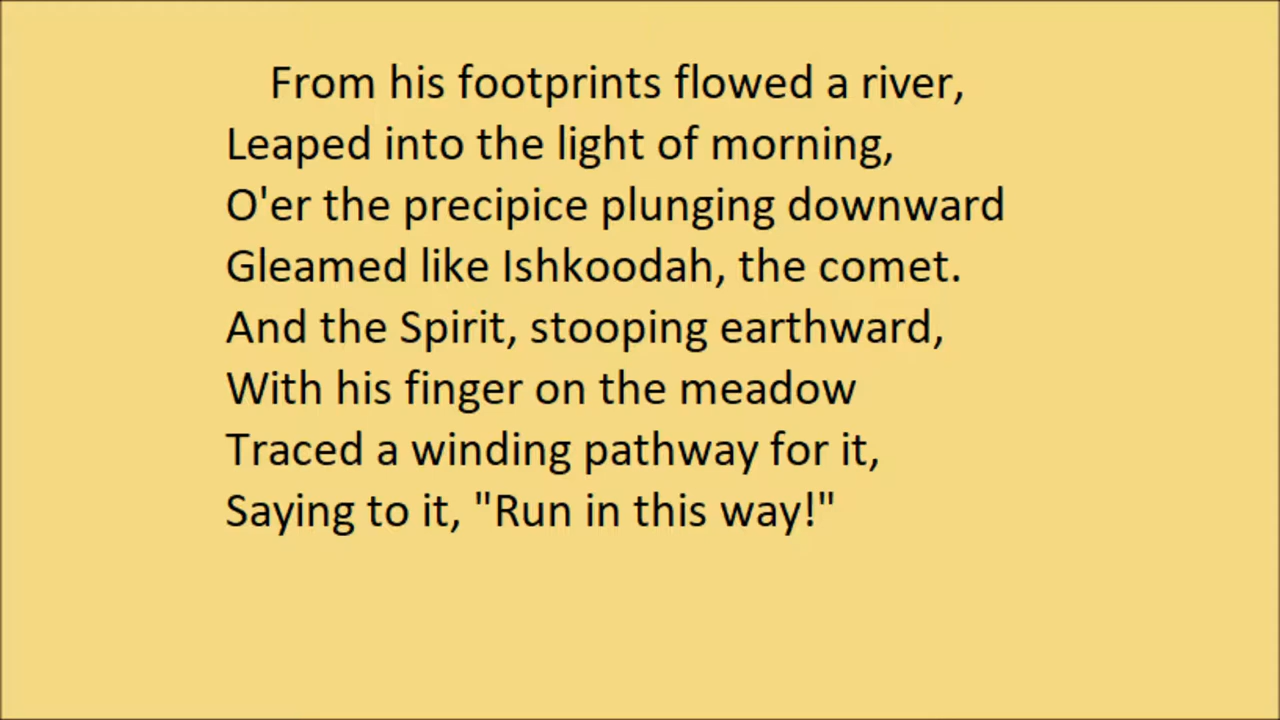 From his footprints flowed a river,
Leaped into the light of morning,
O'er the precipice plunging downward
Gleamed like Ishkoodah, the comet.
And the Spirit, stooping earthward,
With his finger on the meadow
Traced a winding pathway for it,
Saying to it, "Run in this way!"